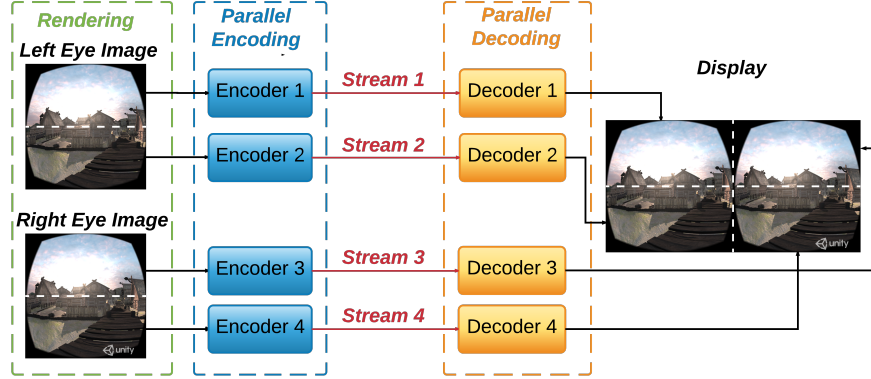 Rendering
Left Eye Image
Right Eye Image
unity
Parallel
Encoding
Encoder 1
Encoder 2
Encoder 3
Encoder 4
Stream 1
Stream 2
Stream 3
Stream 4
Parallel
Decoding
Decoder 1
Decoder 2
Decoder 3
Decoder 4
Display
unity